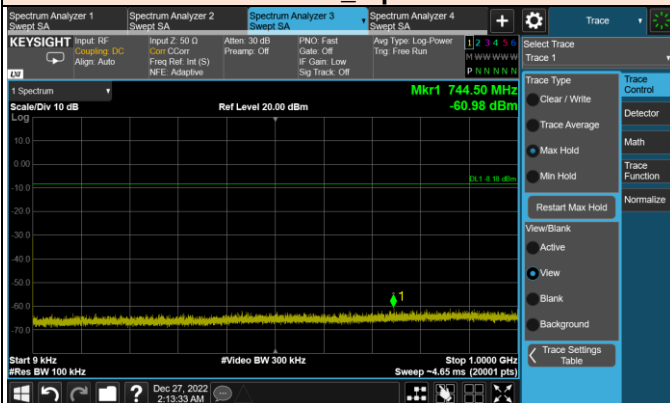 Spectrum Analyzer 1
Swept SA
Spectrum Analyzer 2
Swept SA
Spectrum Analyzer 3
Swept SA
Spectrum Analyzer 4
Swept SA
Trace
KEYSIGHT
Input: RF
Coupling: DC
Align: Auto
Input Z: 50 Ω
Corr CCorr
Freq Ref: Int (S)
NFE: Adaptive
Atten: 30 dB
Preamp: Off
PNO: Fast
Gate: Off
IF Gain: Low
Sig Track: Off
Avg Type: Log-Power
Trig: Free Run
1 2 3 4 5 6
M W W W W W
P N N N N N
LXI
Select Trace
Trace 1
1 Spectrum
Scale/Div 10 dB
Log
Ref Level 20.00 dBm
Mkr1 744.50 MHz
-60.98 dBm
10.0
0.00
-10.0
-20.0
-30.0
-40.0
-50.0
-60.0
-70.0
DL1 -8.18 dBm
1
Start 9 kHz
#Res BW 100 kHz
#Video BW 300 kHz
Stop 1.0000 GHz
Sweep ~4.65 ms (20001 pts)
Trace Type
Clear / Write
Trace Average
Max Hold
Min Hold
Restart Max Hold
View/Blank
Active
View
Blank
Background
Trace Settings
Table
Trace
Control
Detector
Math
Trace
Function
Normalize
Dec 27, 2022
2:13:33 AM